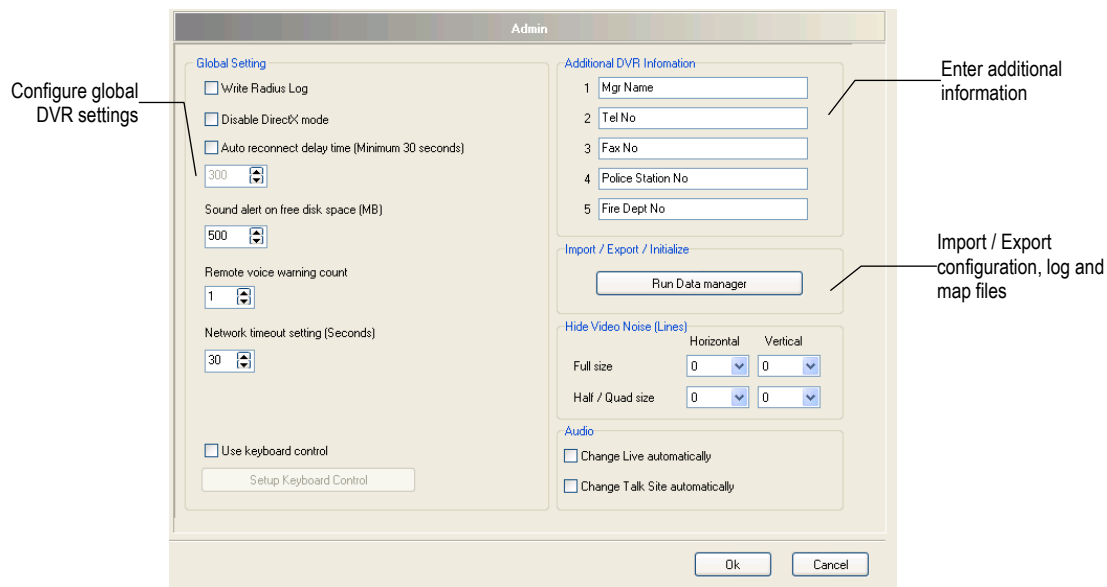 Admin
Configure global
DVR settings
Global Setting
Write Radius Log
Disable DirectX mode
Auto reconnect delay time (Minimum 30 seconds)
300
Sound alert on free disk space (MB)
500
Remote voice warning count
1
Network timeout setting (Seconds)
30
Use keyboard control
Setup Keyboard Control
Additional DVR Infomation
1 Mgr Name
2 Tel No
3 Fax No
4 Police Station No
5 Fire Dept No
Enter additional
information
Import / Export / Initialize
Run Data manager
Import / Export
configuration, log and
map files
Hide Video Noise (Lines)
Horizontal Vertical
Full size 0 0
Half / Quad size 0 0
Audio
Change Live automatically
Change Talk Site automatically
Ok Cancel